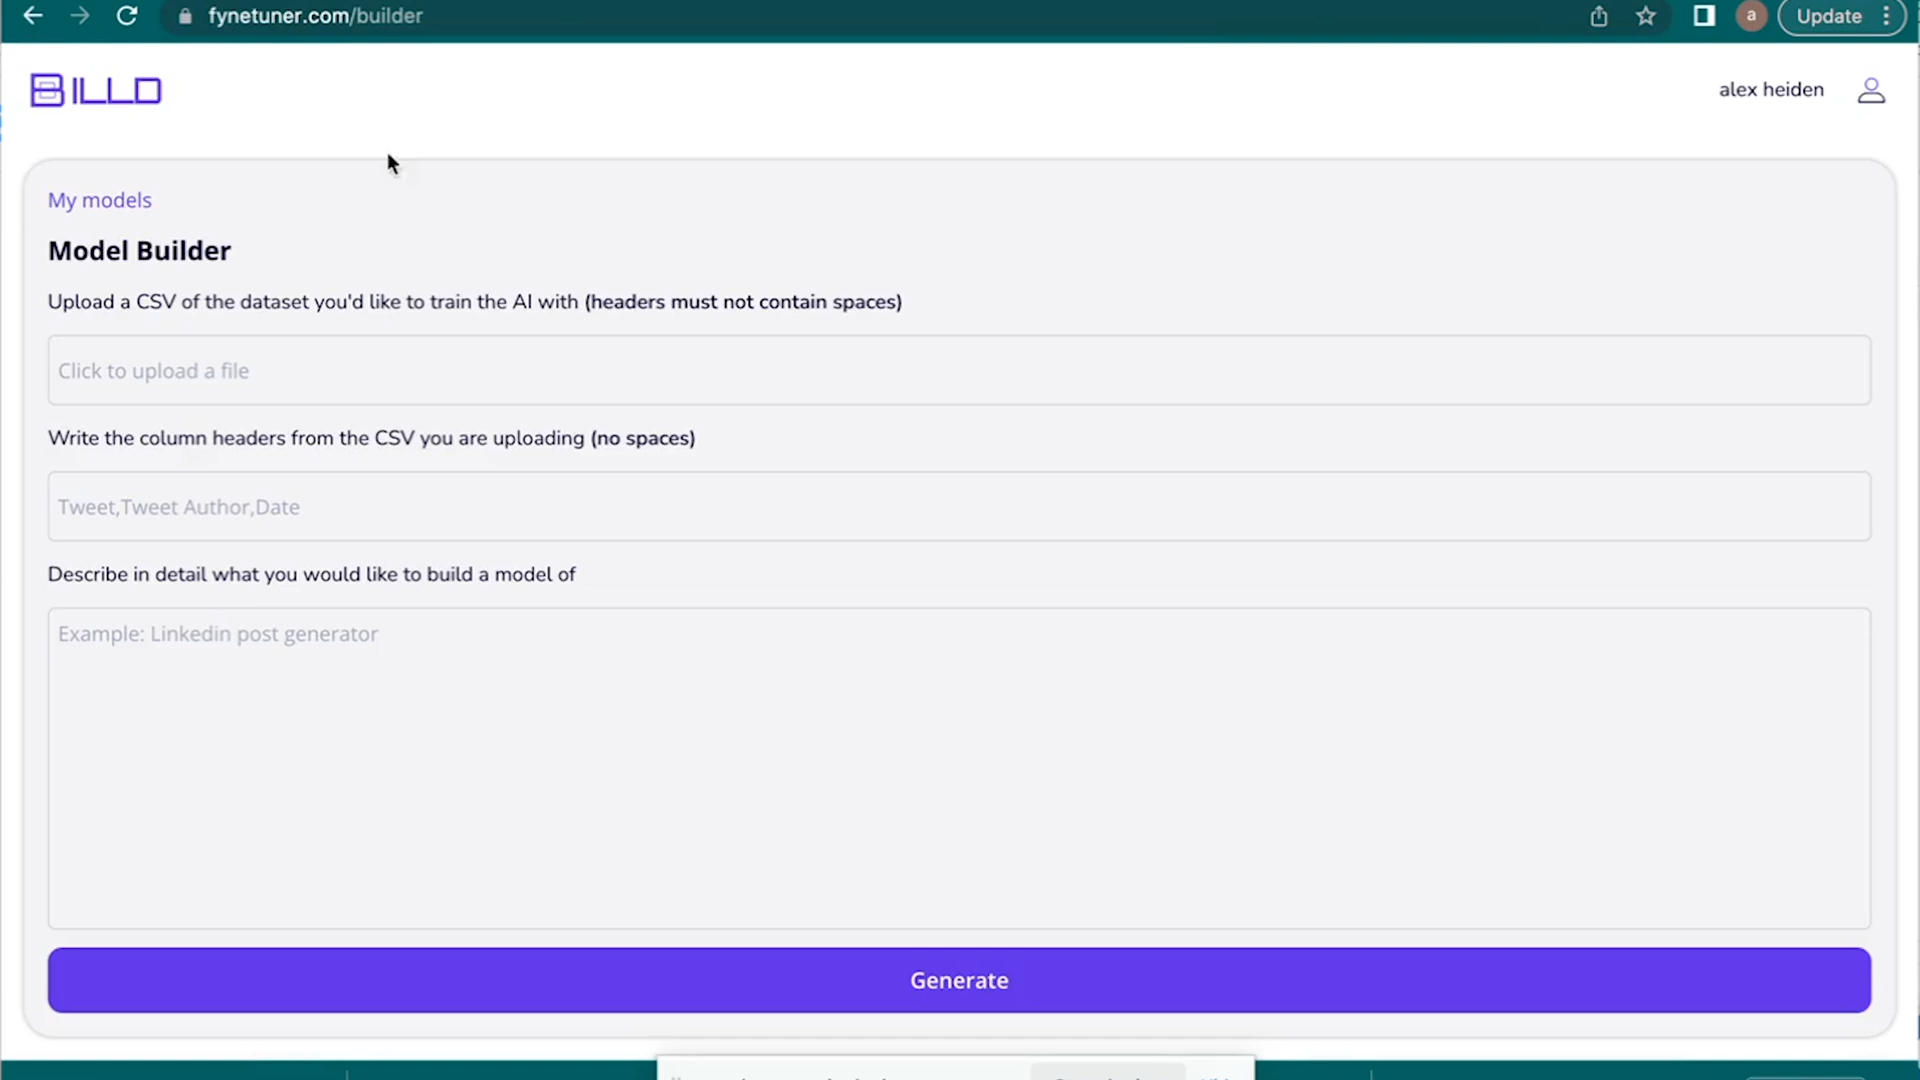 fynetuner.com/builder
a
Update
BILLD
alex heiden
My models
Model Builder
Upload a CSV of the dataset you'd like to train the AI with (headers must not contain spaces)
Click to upload a file
Write the column headers from the CSV you are uploading (no spaces)
Tweet,Tweet Author,Date
Describe in detail what you would like to build a model of
Example: Linkedin post generator
Generate